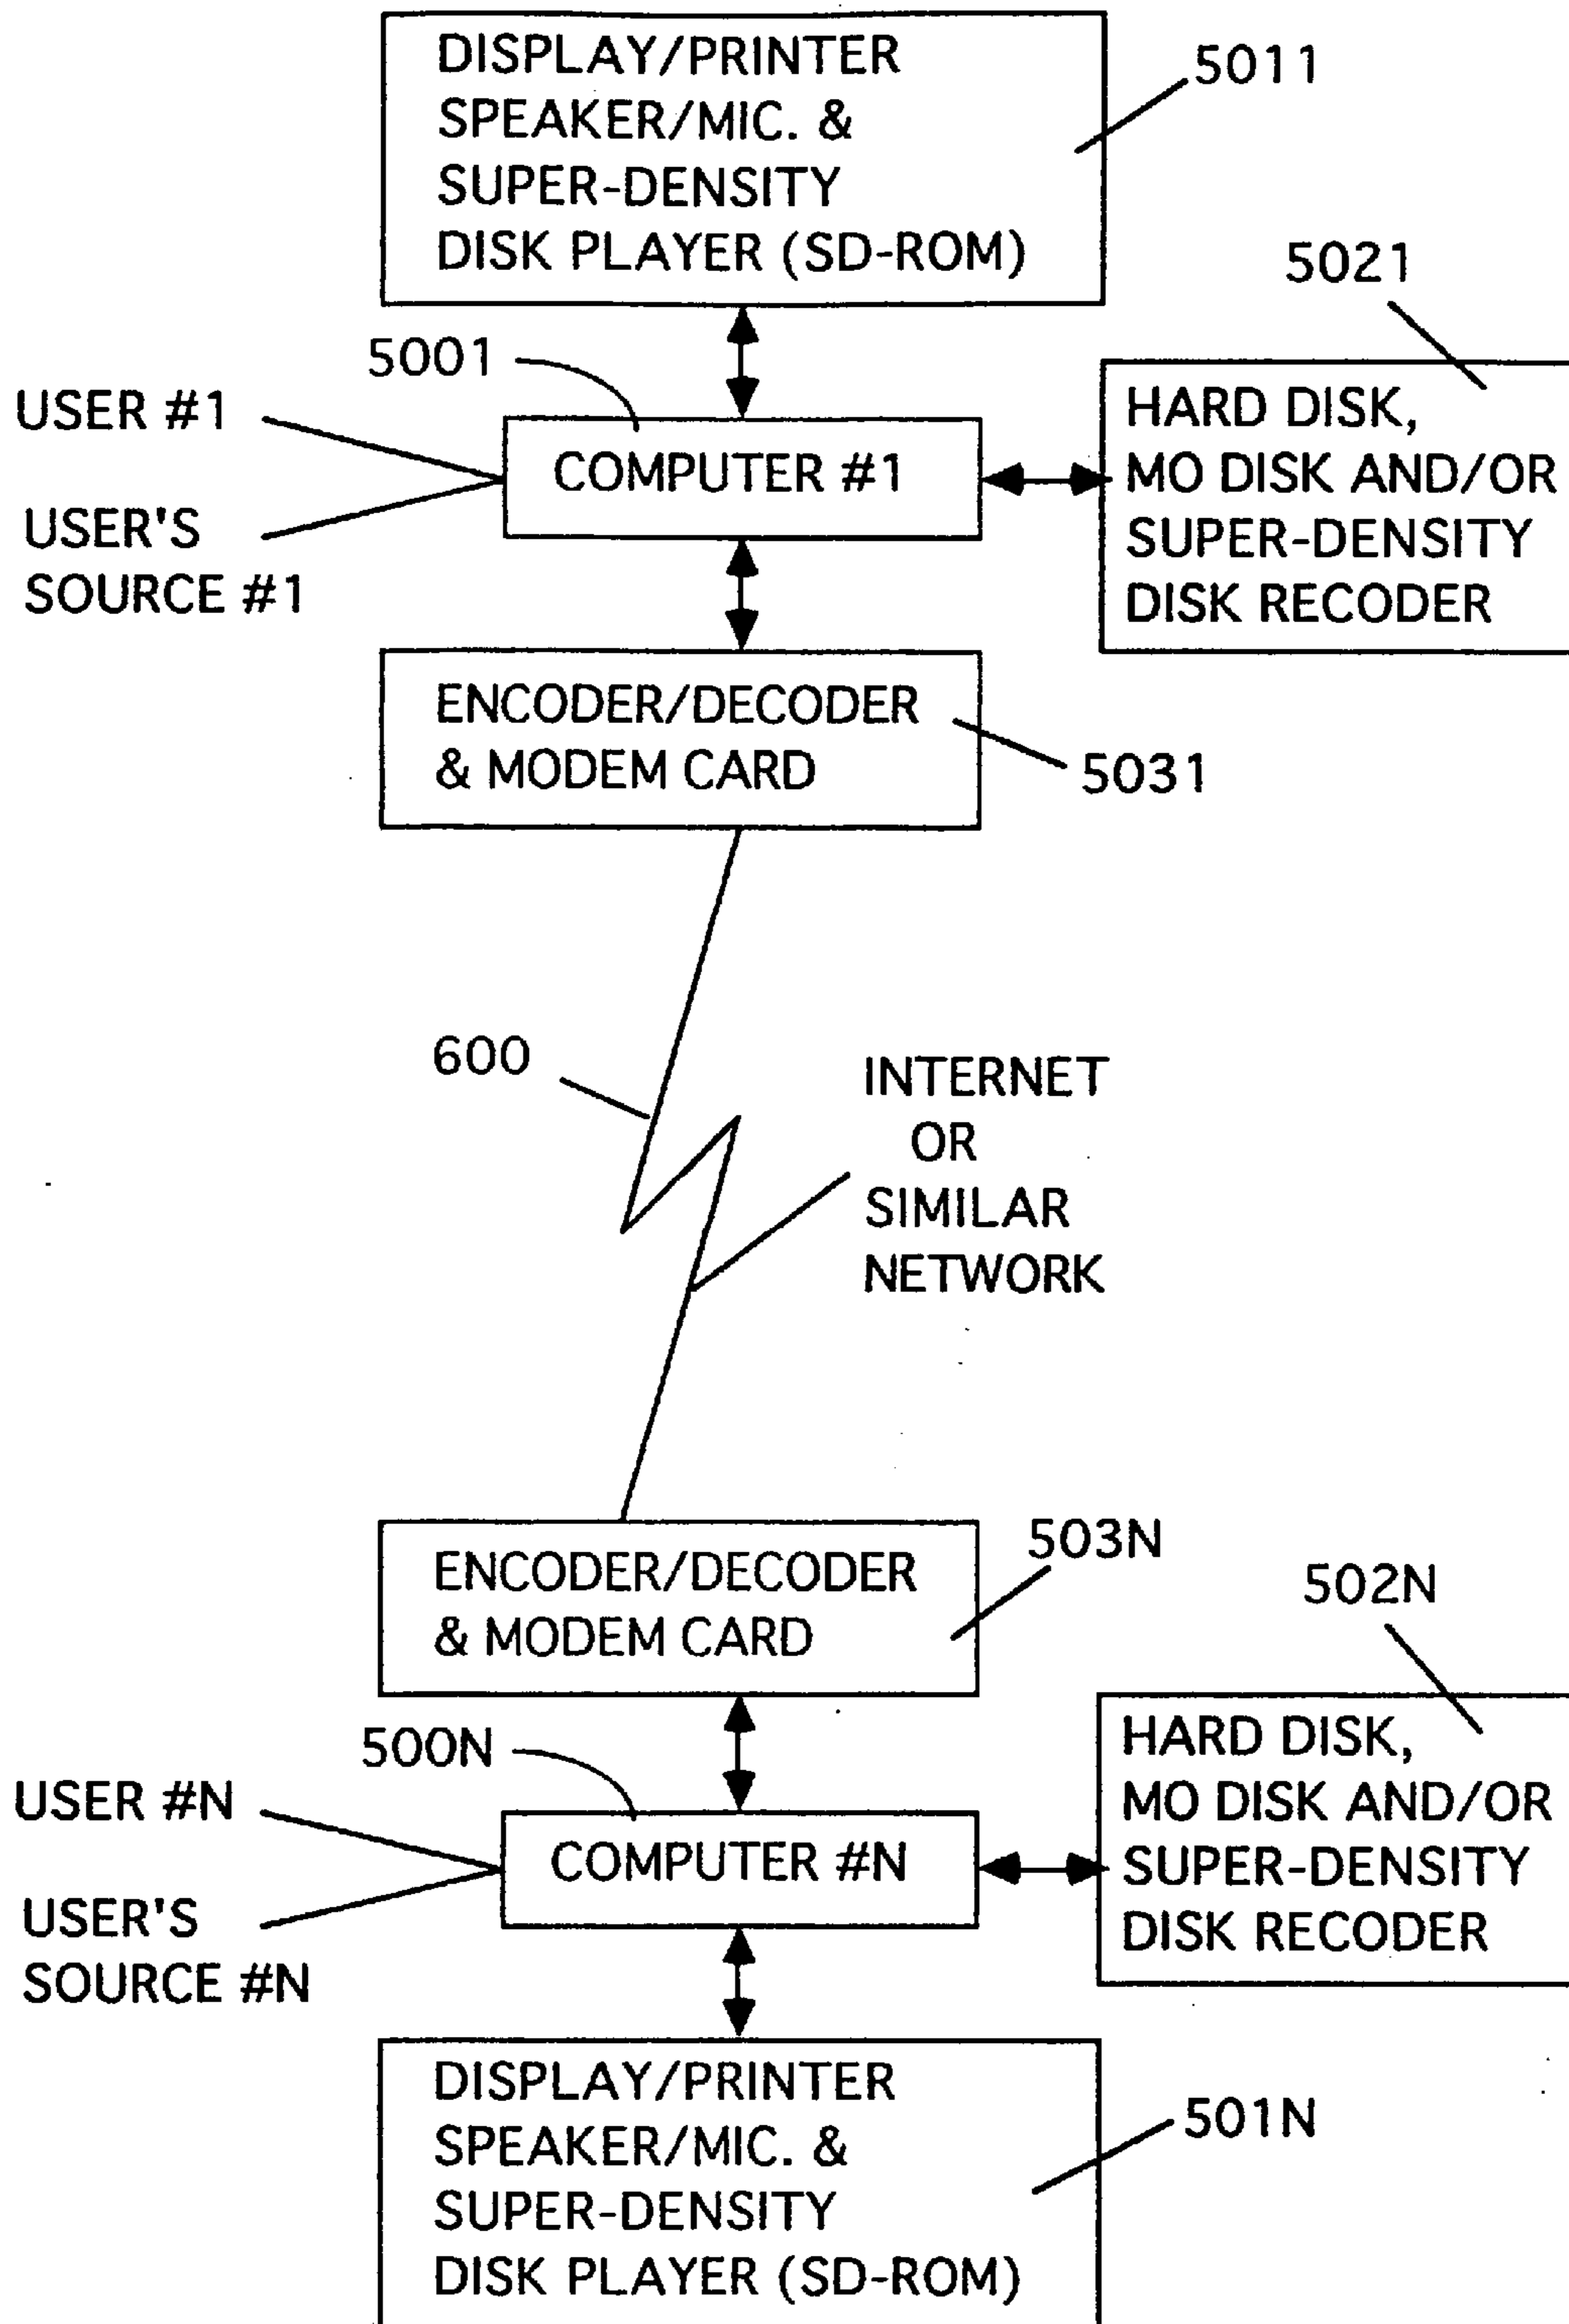 DISPLAY/PRINTER
SPEAKER/MIC. &
SUPER-DENSITY
DISK PLAYER (SD-ROM)
5011
5021
5001
USER #1
USER'S
SOURCE #1
COMPUTER #1
HARD DISK,
MO DISK AND/OR
SUPER-DENSITY
DISK RECODER
ENCODER/DECODER
& MODEM CARD
5031
600
INTERNET
OR
SIMILAR
NETWORK
ENCODER/DECODER
& MODEM CARD
503N
502N
500N
USER #N
USER'S
SOURCE #N
COMPUTER #N
HARD DISK,
MO DISK AND/OR
SUPER-DENSITY
DISK RECODER
DISPLAY/PRINTER
SPEAKER/MIC. &
SUPER-DENSITY
DISK PLAYER (SD-ROM)
501N